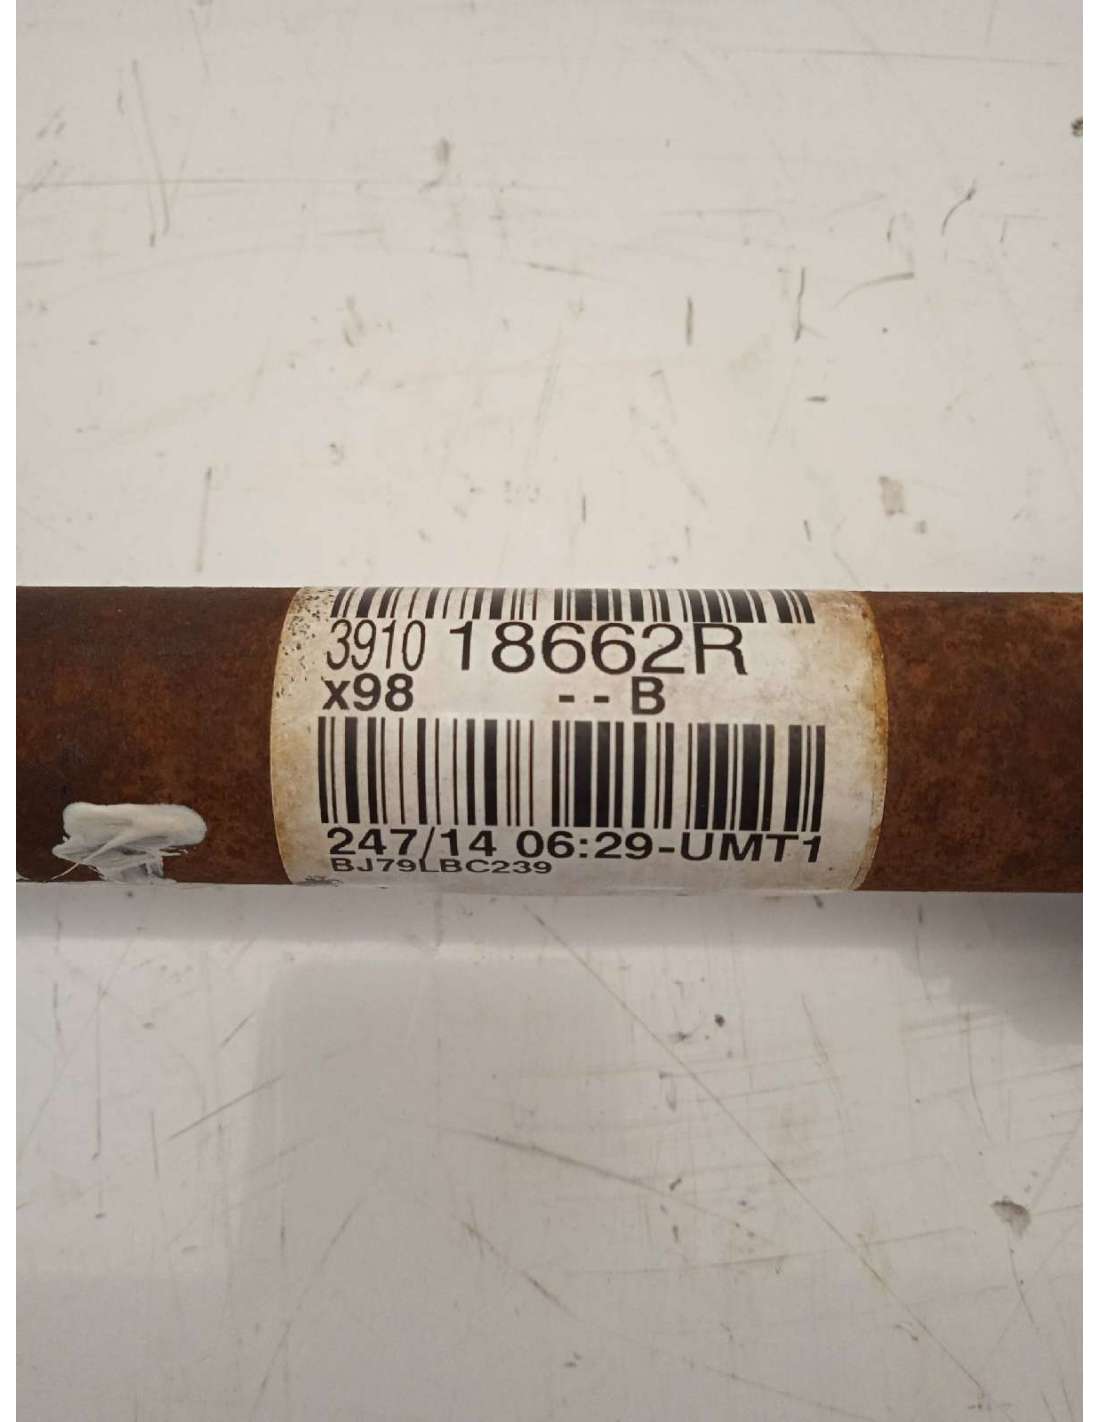 3910 18662R
x98 - - B
247/14 06:29-UMT1
BJ79LBC239